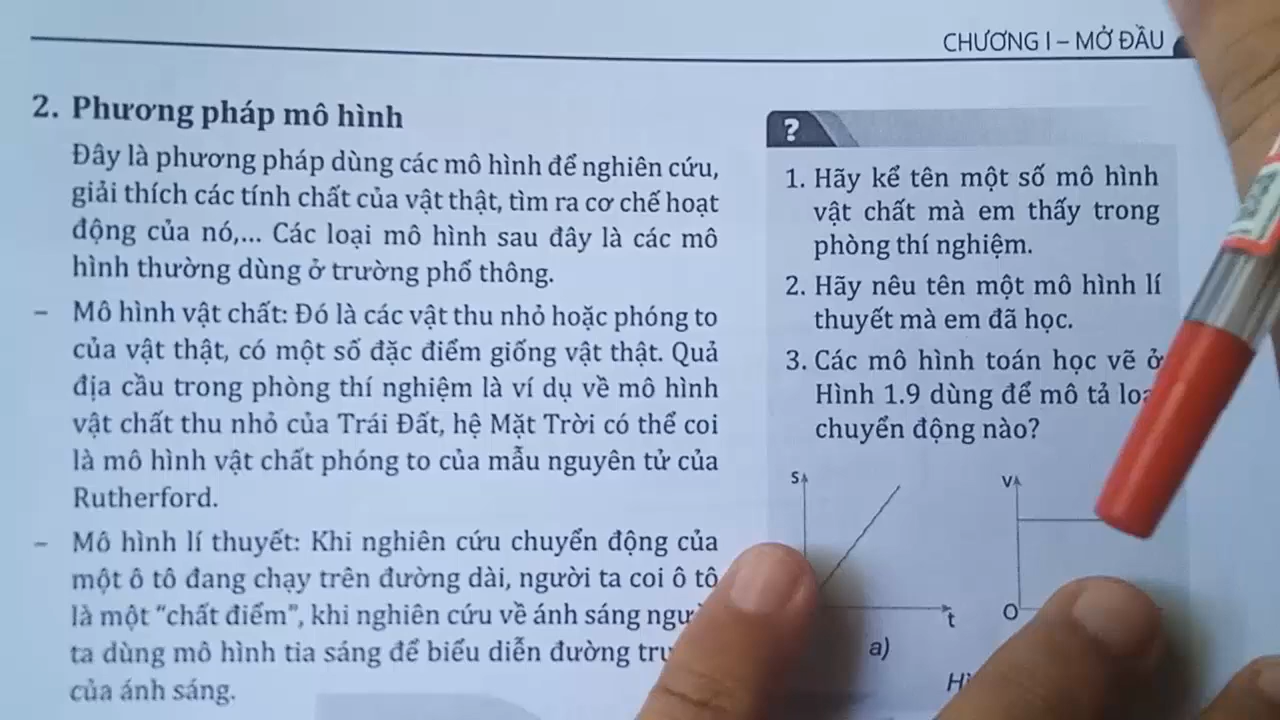 CHƯƠNG I – MỞ ĐẦU
2. Phương pháp mô hình
Đây là phương pháp dùng các mô hình để nghiên cứu,
giải thích các tính chất của vật thật, tìm ra cơ chế hoạt
động của nó,... Các loại mô hình sau đây là các mô
hình thường dùng ở trường phổ thông.
– Mô hình vật chất: Đó là các vật thu nhỏ hoặc phóng to
của vật thật, có một số đặc điểm giống vật thật. Quả
địa cầu trong phòng thí nghiệm là ví dụ về mô hình
vật chất thu nhỏ của Trái Đất, hệ Mặt Trời có thể coi
là mô hình vật chất phóng to của mẫu nguyên tử của
Rutherford.
– Mô hình lí thuyết: Khi nghiên cứu chuyển động của
một ô tô đang chạy trên đường dài, người ta coi ô tô
là một "chất điểm", khi nghiên cứu về ánh sáng
ta dùng mô hình tia sáng để biểu diễn đường
của ánh sáng.
?
1. Hãy kể tên một số mô hình
vật chất mà em thấy trong
phòng thí nghiệm.
2. Hãy nêu tên một mô hình lí
thuyết mà em đã học.
3. Các mô hình toán học vẽ ở
Hình 1.9 dùng để mô tả
chuyển động nào?
S
t
a)
V
O